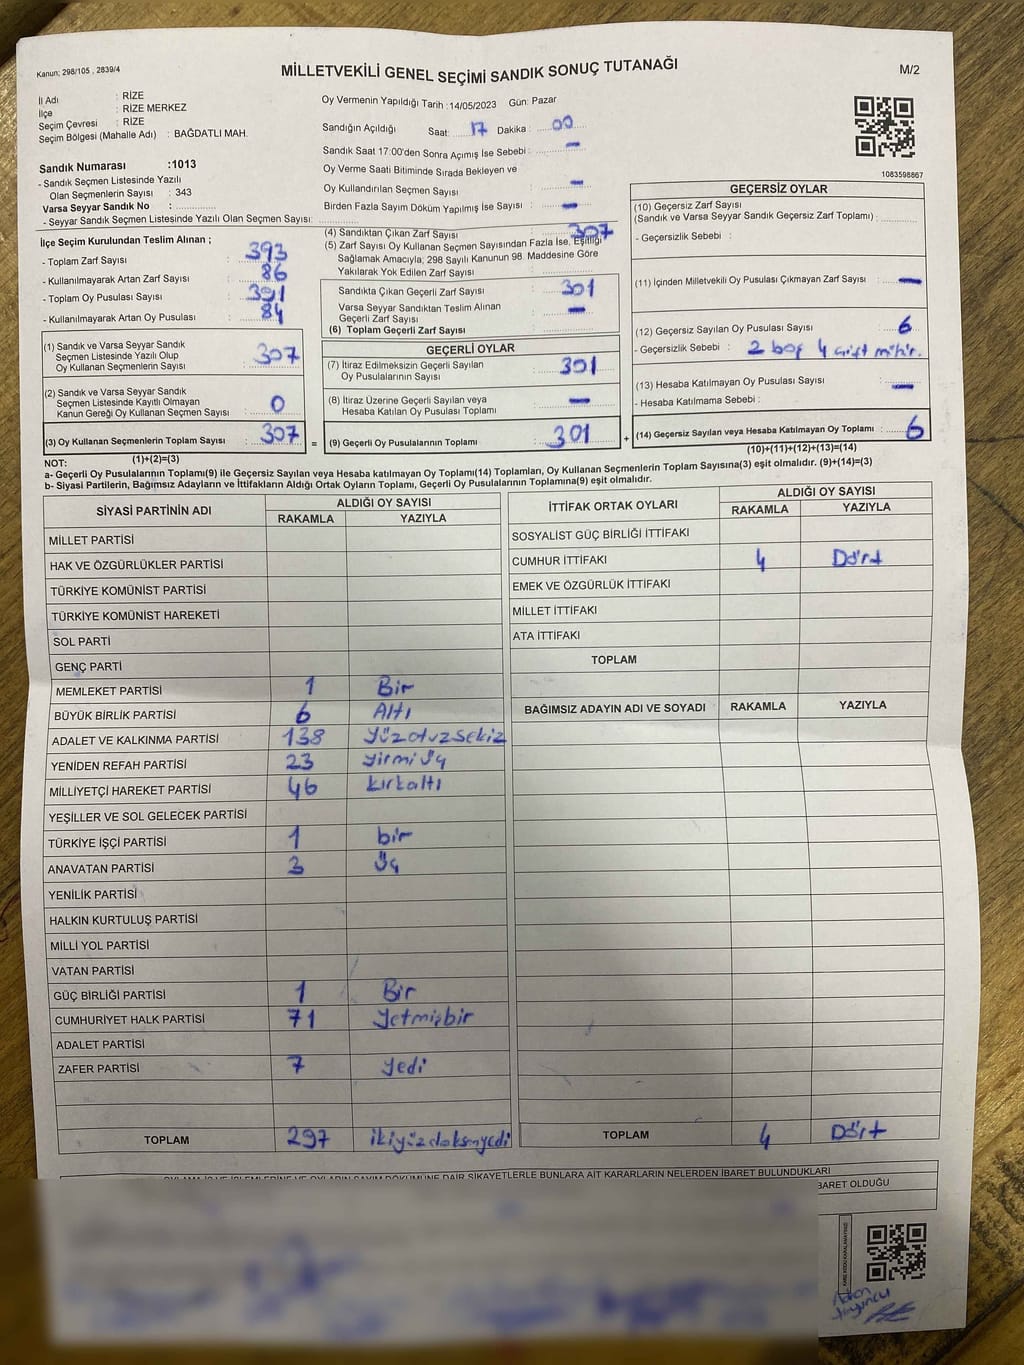 Kanun; 298/105 , 2839/4
MİLLETVEKİLİ GENEL SEÇİMİ SANDIK SONUÇ TUTANAĞI
M/2
İl Adı : RİZE
İlçe : RİZE MERKEZ
Seçim Çevresi : RİZE
Seçim Bölgesi (Mahalle Adı) : BAĞDATLI MAH.
Sandık Numarası :1013
- Sandık Seçmen Listesinde Yazılı
Olan Seçmenlerin Sayısı : 343
Varsa Seyyar Sandık No :
- Seyyar Sandık Seçmen Listesinde Yazılı Olan Seçmen Sayısı:
Oy Vermenin Yapıldığı Tarih :14/05/2023 Gün: Pazar
Sandığın Açıldığı Saat: 17 Dakika : 00
Sandık Saat 17:00'den Sonra Açımış İse Sebebi : -
Oy Verme Saati Bitiminde Sırada Bekleyen ve
Oy Kullandırılan Seçmen Sayısı -
Birden Fazla Sayım Döküm Yapılmış İse Sayısı -
1083598867
İlçe Seçim Kurulundan Teslim Alınan ;
- Toplam Zarf Sayısı 393
- Kullanılmayarak Artan Zarf Sayısı 86
- Toplam Oy Pusulası Sayısı 391
- Kullanılmayarak Artan Oy Pusulası 84
(1) Sandık ve Varsa Seyyar Sandık
Seçmen Listesinde Yazılı Olup
Oy Kullanan Seçmenlerin Sayısı 307
(2) Sandık ve Varsa Seyyar Sandık
Seçmen Listesinde Kayıtlı Olmayan
Kanun Gereği Oy Kullanan Seçmen Sayısı 0
(3) Oy Kullanan Seçmenlerin Toplam Sayısı 307 =
(1)+(2)=(3)
(4) Sandıktan Çıkan Zarf Sayısı 307
(5) Zarf Sayısı Oy Kullanan Seçmen Sayısından Fazla İse, Eşitliği
Sağlamak Amacıyla; 298 Sayılı Kanunun 98. Maddesine Göre
Yakılarak Yok Edilen Zarf Sayısı
Sandıkta Çıkan Geçerli Zarf Sayısı 301
Varsa Seyyar Sandıktan Teslim Alınan
Geçerli Zarf Sayısı -
(6) Toplam Geçerli Zarf Sayısı
GEÇERLİ OYLAR
(7) İtiraz Edilmeksizin Geçerli Sayılan
Oy Pusulalarının Sayısı 301
(8) İtiraz Üzerine Geçerli Sayılan veya
Hesaba Katılan Oy Pusulası Toplamı -
(9) Geçerli Oy Pusulalarının Toplamı 301 +
GEÇERSİZ OYLAR
(10) Geçersiz Zarf Sayısı
(Sandık ve Varsa Seyyar Sandık Geçersiz Zarf Toplamı) :
- Geçersizlik Sebebi :
(11) İçinden Milletvekili Oy Pusulası Çıkmayan Zarf Sayısı -
(12) Geçersiz Sayılan Oy Pusulası Sayısı 6
- Geçersizlik Sebebi : 2 boş 4 çift mühür.
(13) Hesaba Katılmayan Oy Pusulası Sayısı -
- Hesaba Katılmama Sebebi :
(14) Geçersiz Sayılan veya Hesaba Katılmayan Oy Toplamı : 6
(10)+(11)+(12)+(13)=(14)
NOT:
a- Geçerli Oy Pusulalarının Toplamı(9) ile Geçersiz Sayılan veya Hesaba katılmayan Oy Toplamı(14) Toplamları, Oy Kullanan Seçmenlerin Toplam Sayısına(3) eşit olmalıdır. (9)+(14)=(3)
b- Siyasi Partilerin, Bağımsız Adayların ve İttifakların Aldığı Ortak Oyların Toplamı, Geçerli Oy Pusulalarının Toplamına(9) eşit olmalıdır.
SİYASİ PARTİNİN ADI ALDIĞI OY SAYISI
RAKAMLA YAZIYLA
MİLLET PARTİSİ
HAK VE ÖZGÜRLÜKLER PARTİSİ
TÜRKİYE KOMÜNİST PARTİSİ
TÜRKİYE KOMÜNİST HAREKETİ
SOL PARTİ
GENÇ PARTİ
MEMLEKET PARTİSİ 1 Bir
BÜYÜK BİRLİK PARTİSİ 6 Altı
ADALET VE KALKINMA PARTİSİ 138 Yüzotuzsekiz
YENİDEN REFAH PARTİSİ 23 yirmi üç
MİLLİYETÇİ HAREKET PARTİSİ 46 kırkaltı
YEŞİLLER VE SOL GELECEK PARTİSİ
TÜRKİYE İŞÇİ PARTİSİ 1 bir
ANAVATAN PARTİSİ 3 Üç
YENİLİK PARTİSİ
HALKIN KURTULUŞ PARTİSİ
MİLLİ YOL PARTİSİ
VATAN PARTİSİ
GÜÇ BİRLİĞİ PARTİSİ 1 Bir
CUMHURİYET HALK PARTİSİ 71 Yetmişbir
ADALET PARTİSİ
ZAFER PARTİSİ 7 Yedi
TOPLAM 297 ikiyüzdoksanyedi
İTTİFAK ORTAK OYLARI ALDIĞI OY SAYISI
RAKAMLA YAZIYLA
SOSYALİST GÜÇ BİRLİĞİ İTTİFAKI
CUMHUR İTTİFAKI 4 Dört
EMEK VE ÖZGÜRLÜK İTTİFAKI
MİLLET İTTİFAKI
ATA İTTİFAKI
TOPLAM
BAĞIMSIZ ADAYIN ADI VE SOYADI RAKAMLA YAZIYLA
TOPLAM 4 Dört
OYLAMA İŞ VE İŞLEMLERİNE VE OYLARIN SAYIM DÖKÜMÜNE DAİR ŞİKAYETLERLE BUNLARA AİT KARARLARIN NELERDEN İBARET BULUNDUKLARI
BARET OLDUĞU